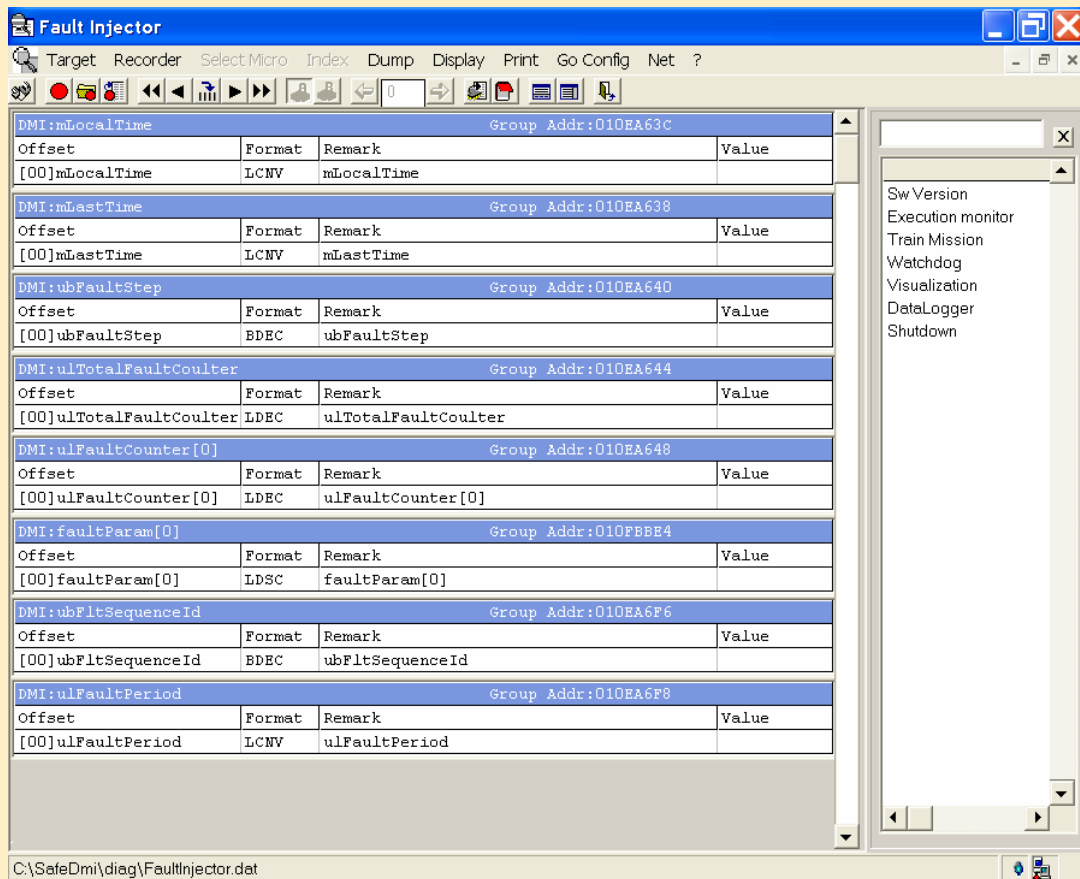 Fault Injector
Target Recorder Select Micro Index Dump Display Print Go Config Net ?
0
DMI:mLocalTime Group Addr:010EA63C
Offset Format Remark Value
[00]mLocalTime LCNV mLocalTime
DMI:mLastTime Group Addr:010EA638
Offset Format Remark Value
[00]mLastTime LCNV mLastTime
DMI:ubFaultStep Group Addr:010EA640
Offset Format Remark Value
[00]ubFaultStep BDEC ubFaultStep
DMI:ulTotalFaultCoulter Group Addr:010EA644
Offset Format Remark Value
[00]ulTotalFaultCoulter LDEC ulTotalFaultCoulter
DMI:ulFaultCounter[0] Group Addr:010EA648
Offset Format Remark Value
[00]ulFaultCounter[0] LDEC ulFaultCounter[0]
DMI:faultParam[0] Group Addr:010FBBE4
Offset Format Remark Value
[00]faultParam[0] LDSC faultParam[0]
DMI:ubFltSequenceId Group Addr:010EA6F6
Offset Format Remark Value
[00]ubFltSequenceId BDEC ubFltSequenceId
DMI:ulFaultPeriod Group Addr:010EA6F8
Offset Format Remark Value
[00]ulFaultPeriod LCNV ulFaultPeriod
Sw Version
Execution monitor
Train Mission
Watchdog
Visualization
DataLogger
Shutdown
C:\SafeDmi\diag\FaultInjector.dat